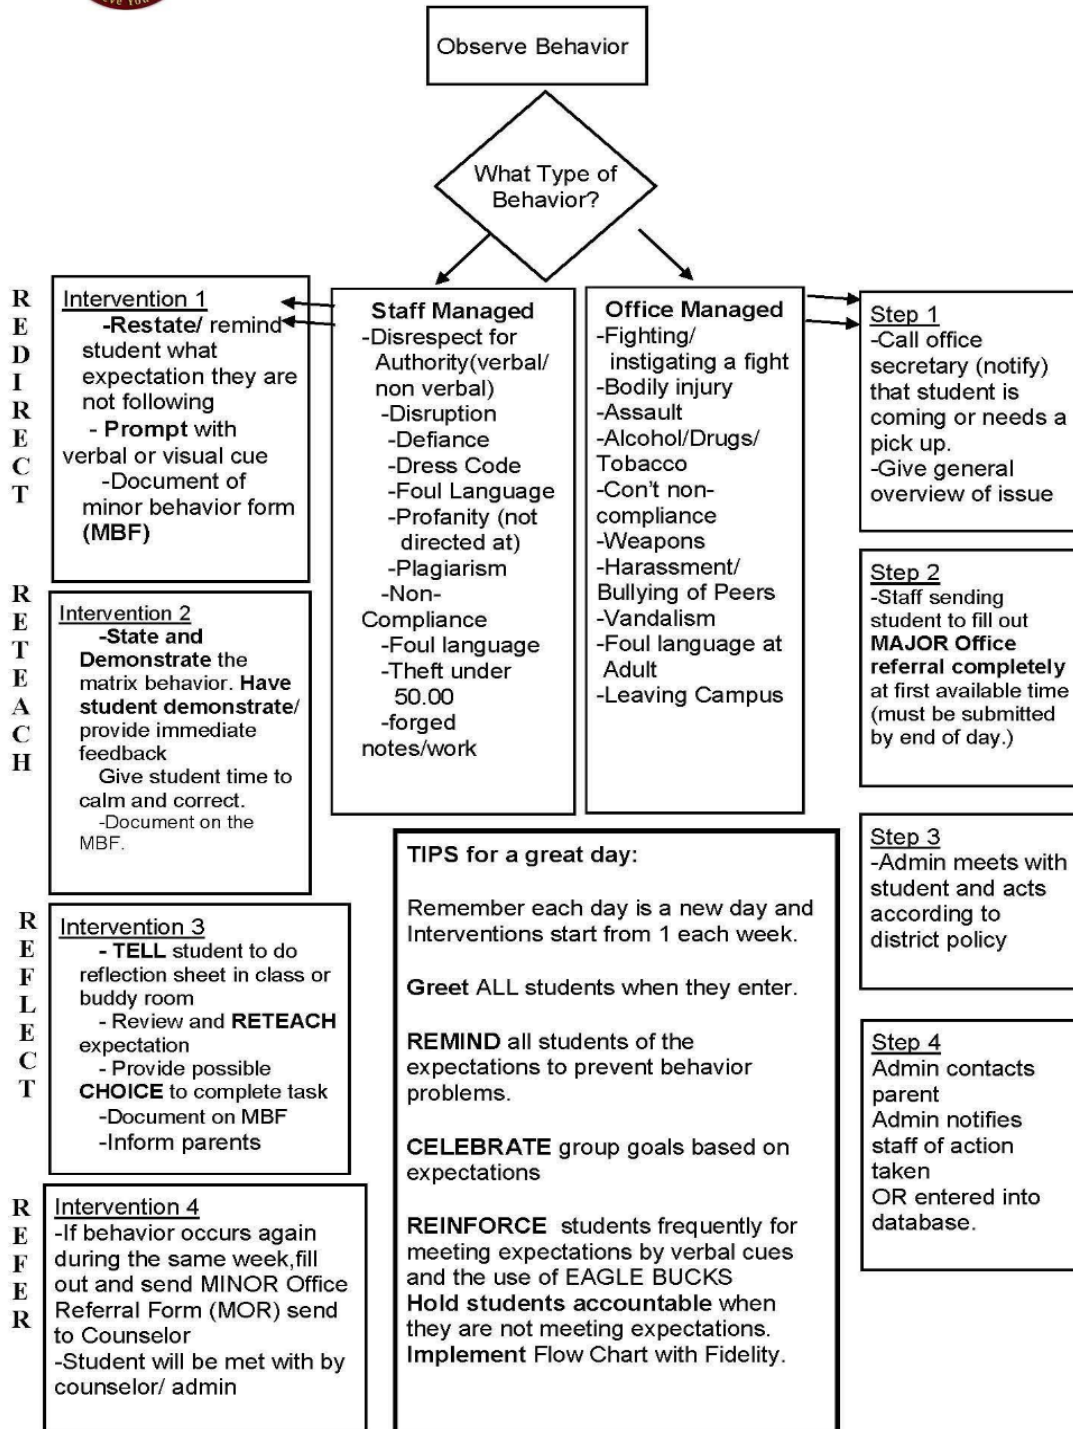 eve You
Observe Behavior
What Type of
Behavior?
R
E
D
I
R
E
C
T
Intervention 1
-Restate/ remind
student what
expectation they are
not following
- Prompt with
verbal or visual cue
-Document of
minor behavior form
(MBF)
Staff Managed
-Disrespect for
Authority(verbal/
non verbal)
-Disruption
-Defiance
-Dress Code
-Foul Language
-Profanity (not
directed at)
-Plagiarism
-Non-
Compliance
-Foul language
-Theft under
50.00
-forged
notes/work
Office Managed
-Fighting/
instigating a fight
-Bodily injury
-Assault
-Alcohol/Drugs/
Tobacco
-Con't non-
compliance
-Weapons
-Harassment/
Bullying of Peers
-Vandalism
-Foul language at
Adult
-Leaving Campus
Step 1
-Call office
secretary (notify)
that student is
coming or needs a
pick up.
-Give general
overview of issue
R
E
T
E
A
C
H
Intervention 2
-State and
Demonstrate the
matrix behavior. Have
student demonstrate/
provide immediate
feedback
Give student time to
calm and correct.
-Document on the
MBF.
Step 2
-Staff sending
student to fill out
MAJOR Office
referral completely
at first available time
(must be submitted
by end of day.)
R
E
F
L
E
C
T
Intervention 3
- TELL student to do
reflection sheet in class or
buddy room
- Review and RETEACH
expectation
- Provide possible
CHOICE to complete task
-Document on MBF
-Inform parents
TIPS for a great day:
Remember each day is a new day and
Interventions start from 1 each week.
Greet ALL students when they enter.
REMIND all students of the
expectations to prevent behavior
problems.
CELEBRATE group goals based on
expectations
REINFORCE students frequently for
meeting expectations by verbal cues
and the use of EAGLE BUCKS
Hold students accountable when
they are not meeting expectations.
Implement Flow Chart with Fidelity.
Step 3
-Admin meets with
student and acts
according to
district policy
Step 4
Admin contacts
parent
Admin notifies
staff of action
taken
OR entered into
database.
R
E
F
E
R
Intervention 4
-If behavior occurs again
during the same week,fill
out and send MINOR Office
Referral Form (MOR) send
to Counselor
-Student will be met with by
counselor/ admin